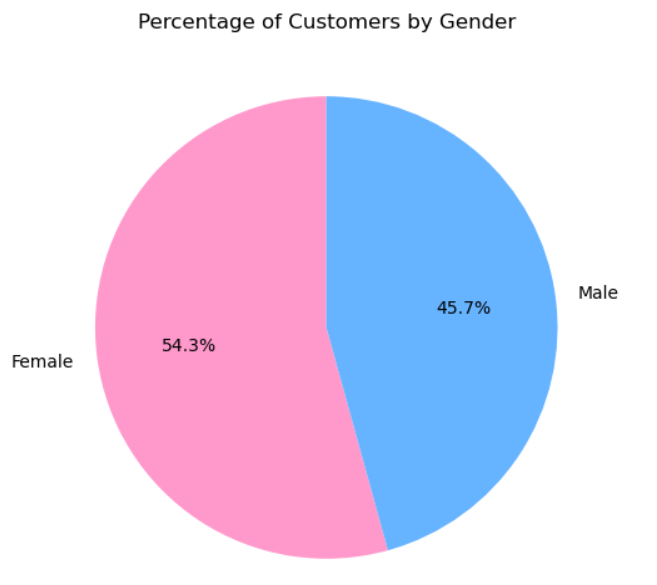 Percentage of Customers by Gender
Male
45.7%
54.3%
Female